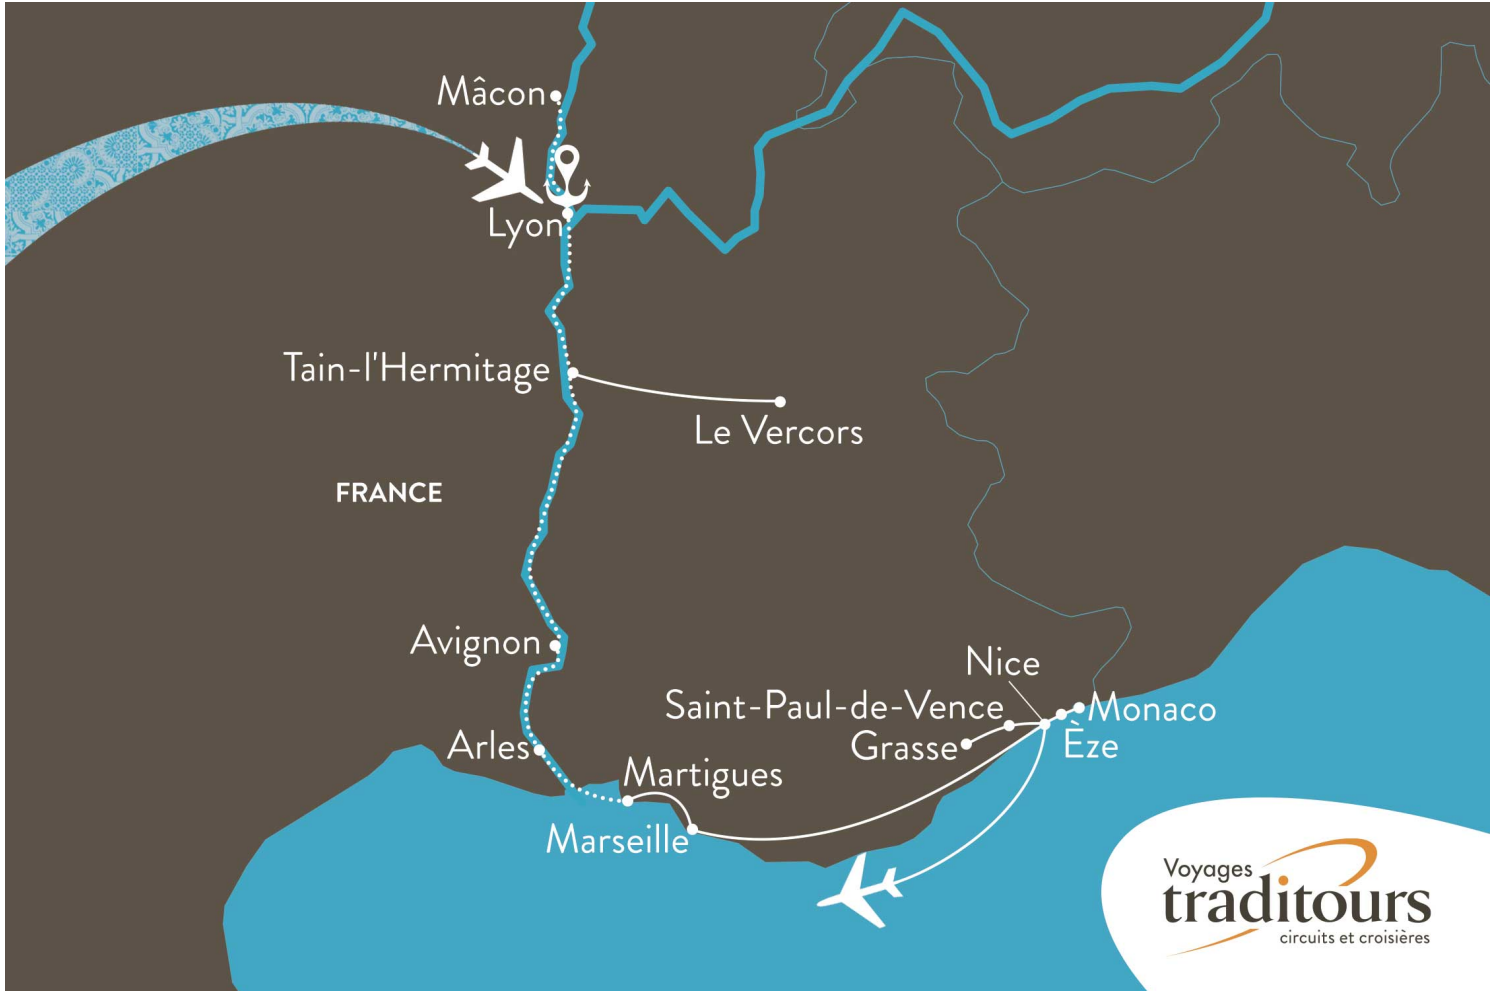 Mâcon
Lyon
Tain-l'Hermitage
Le Vercors
FRANCE
Avignon
Nice
Saint-Paul-de-Vence
Monaco
Grasse
Èze
Arles
Martigues
Marseille
Voyages
traditours
circuits et croisières